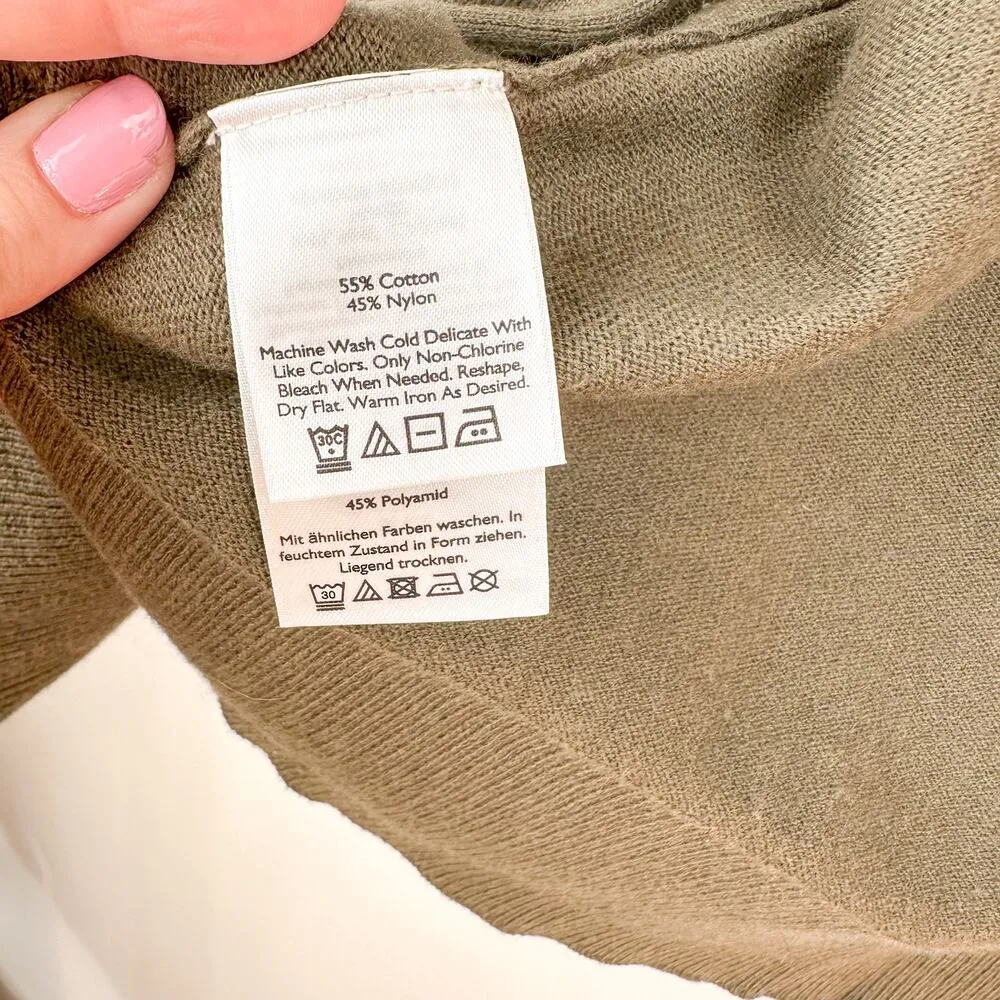 55% Cotton
45% Nylon
Machine Wash Cold Delicate With
Like Colors. Only Non-Chlorine
Bleach When Needed. Reshape,
Dry Flat. Warm Iron As Desired.
30C
45% Polyamid
Mit ähnlichen Farben waschen. In
feuchtem Zustand in Form ziehen.
Liegend trocknen.
30